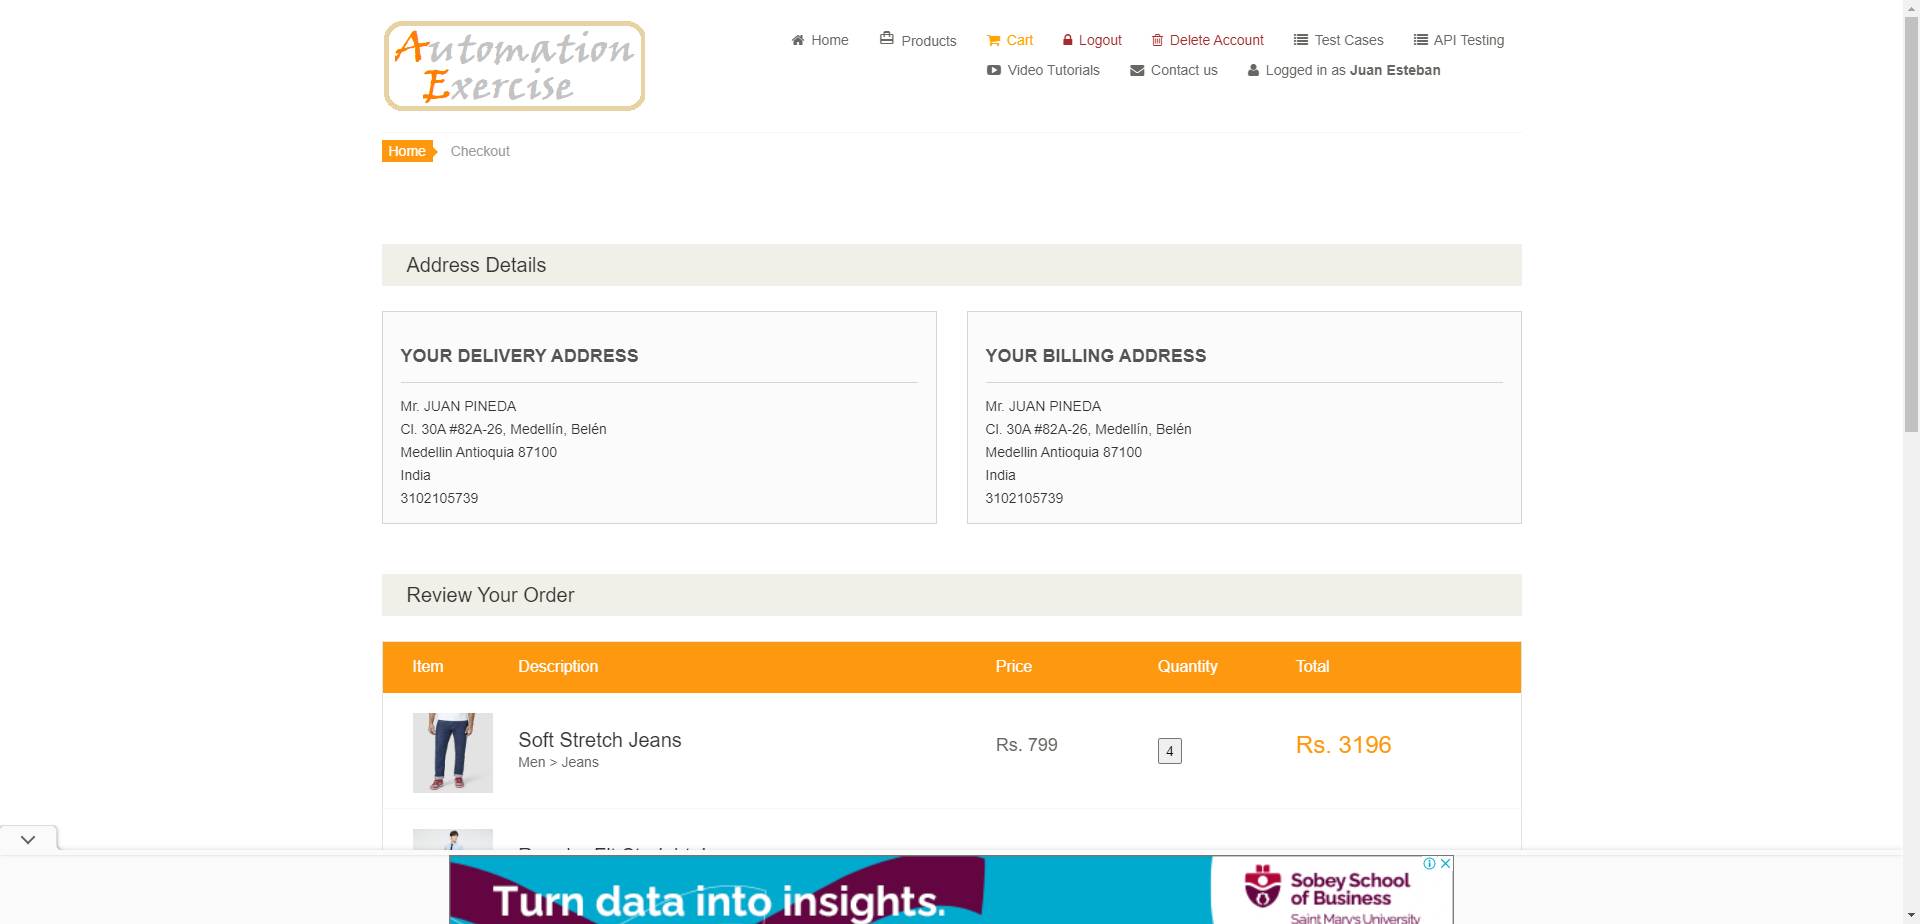 Automation
Exercise
Home
Products
Cart
Logout
Delete Account
Test Cases
API Testing
Video Tutorials
Contact us
Logged in as Juan Esteban
Home
Checkout
Address Details
YOUR DELIVERY ADDRESS
Mr. JUAN PINEDA
Cl. 30A #82A-26, Medellín, Belén
Medellin Antioquia 87100
India
3102105739
YOUR BILLING ADDRESS
Mr. JUAN PINEDA
Cl. 30A #82A-26, Medellín, Belén
Medellin Antioquia 87100
India
3102105739
Review Your Order
Item Description Price Quantity Total
Soft Stretch Jeans
Men > Jeans
Rs. 799
4
Rs. 3196
Turn data into insights.
Sobey School
of Business
Saint Mary's University